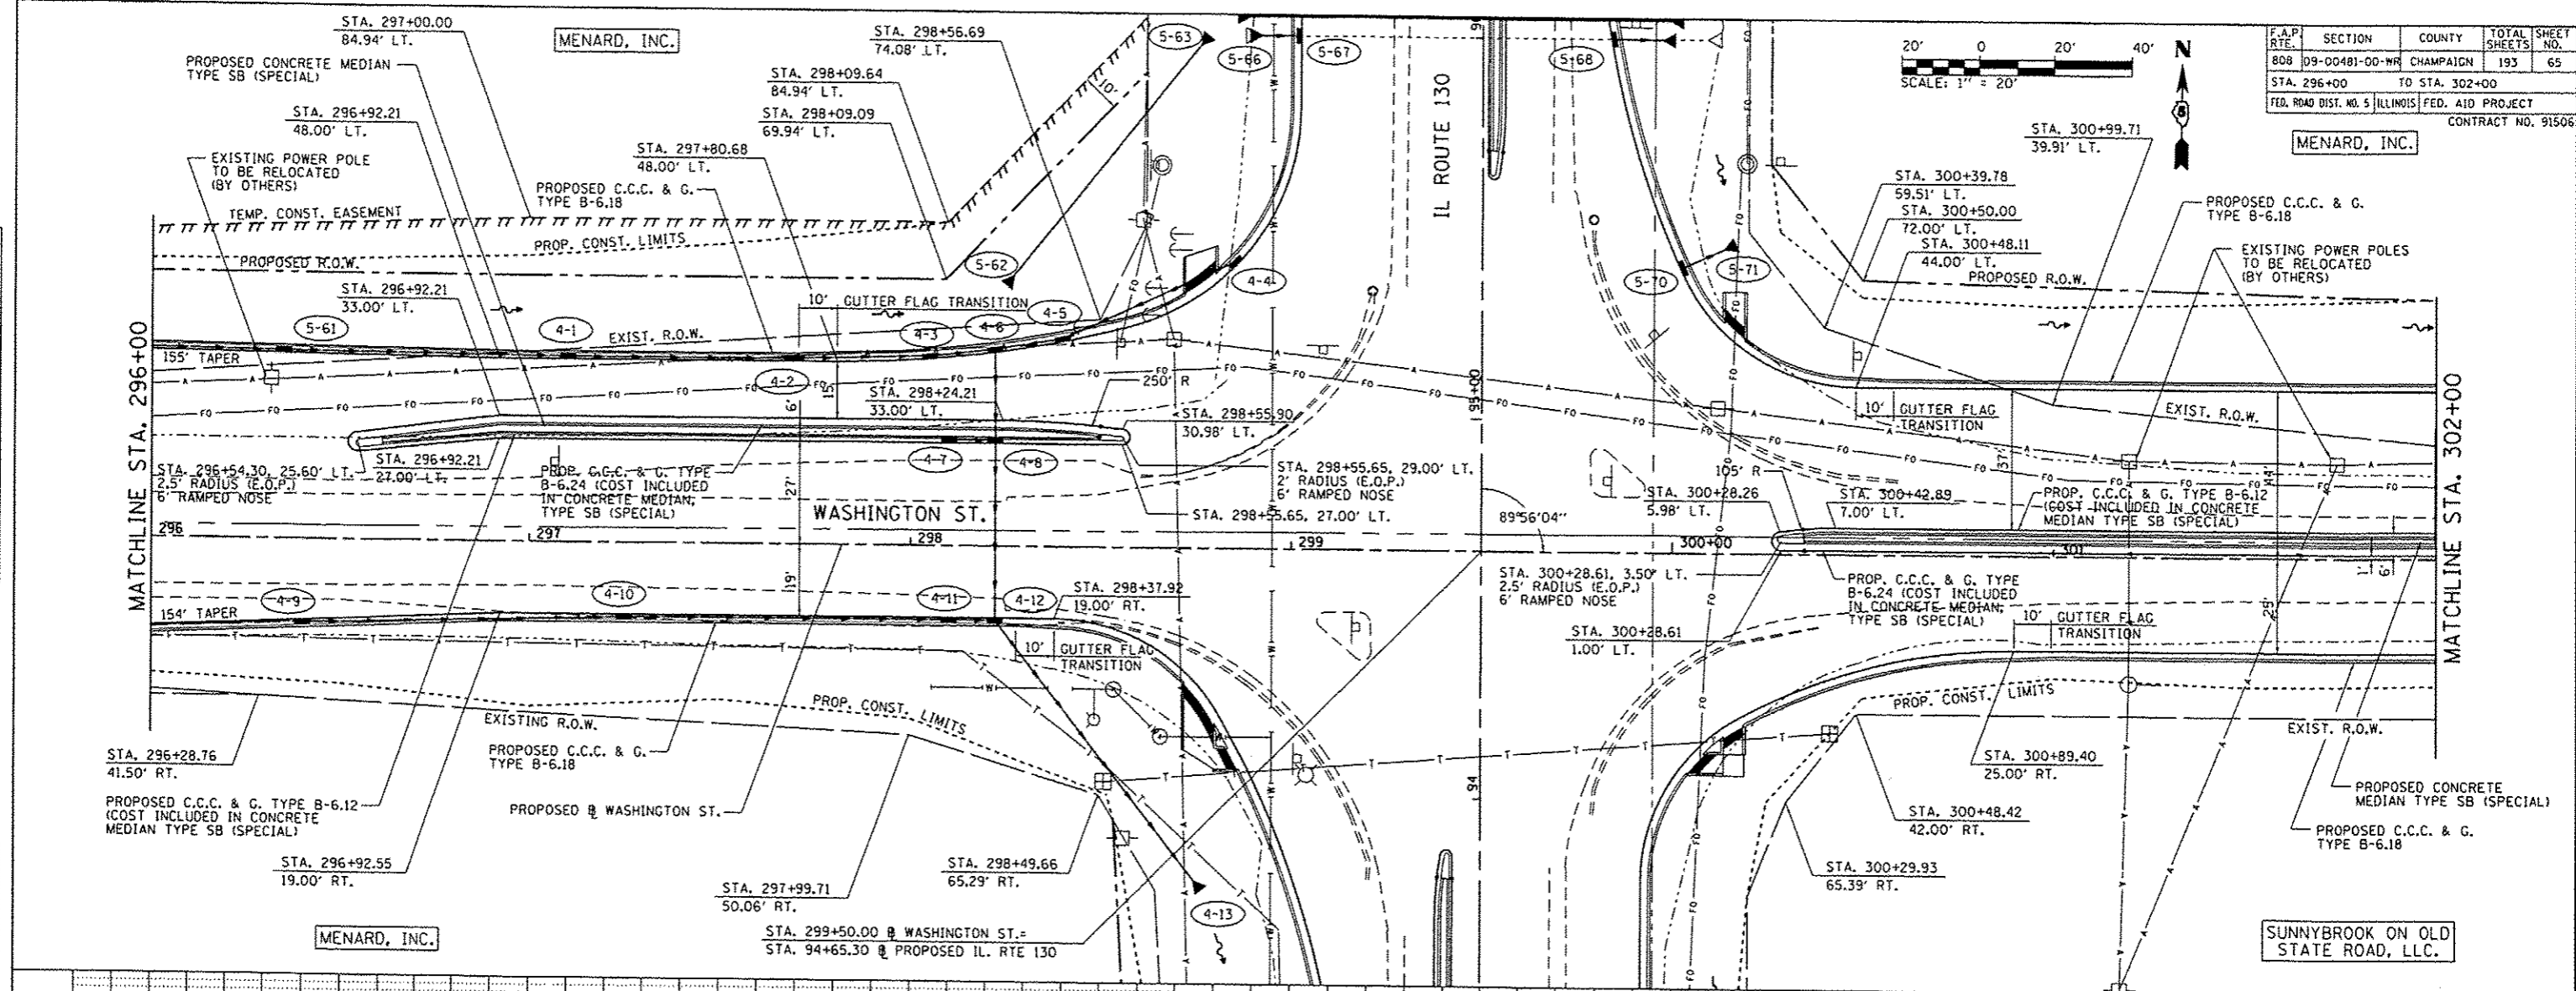 STA. 297+00.00
84.94' LT.
MENARD, INC.
PROPOSED CONCRETE MEDIAN
TYPE SB (SPECIAL)
STA. 296+92.21
48.00' LT.
EXISTING POWER POLE
TO BE RELOCATED
(BY OTHERS)
STA. 298+56.69
74.08' LT.
STA. 298+09.64
84.94' LT.
STA. 298+09.09
69.94' LT.
STA. 297+80.68
48.00' LT.
PROPOSED C.C.C. & G.
TYPE B-6.18
TEMP. CONST. EASEMENT
PROP. CONST. LIMITS
PROPOSED R.O.W.
STA. 296+92.21
33.00' LT.
5-63
5-66
5-67
5-68
10'
IL ROUTE 130
20' 0 20' 40'
SCALE: 1" = 20'
N
F.A.P. RTE. SECTION COUNTY TOTAL SHEETS SHEET NO.
808 09-00481-00-WR CHAMPAIGN 193 65
STA. 296+00 TO STA. 302+00
FED. ROAD DIST. NO. 5 ILLINOIS FED. AID PROJECT
CONTRACT NO. 91506
MENARD, INC.
STA. 300+99.71
39.91' LT.
STA. 300+39.78
59.51' LT.
STA. 300+50.00
72.00' LT.
STA. 300+48.11
44.00' LT.
PROPOSED R.O.W.
PROPOSED C.C.C. & G.
TYPE B-6.18
EXISTING POWER POLES
TO BE RELOCATED
(BY OTHERS)
5-62
4-4
5-70
5-71
5-61
4-1
10' GUTTER FLAG TRANSITION
4-3
4-6
4-5
EXIST. R.O.W.
MATCHLINE STA. 296+00
155' TAPER
4-2
6'
15'
250' R
STA. 298+24.21
33.00' LT.
STA. 298+55.90
30.98' LT.
STA. 296+54.30, 25.60' LT.
2.5' RADIUS (E.O.P.)
6' RAMPED NOSE
STA. 296+92.21
27.00' LT.
PROP. C.C.C. & G. TYPE
B-6.24 (COST INCLUDED
IN CONCRETE MEDIAN,
TYPE SB (SPECIAL)
4-7
4-8
27'
STA. 298+55.65, 29.00' LT.
2' RADIUS (E.O.P.)
6' RAMPED NOSE
STA. 298+55.65, 27.00' LT.
WASHINGTON ST.
95+00
89°56'04"
10' GUTTER FLAG
TRANSITION
EXIST. R.O.W.
37'
105' R
STA. 300+28.26
5.98' LT.
STA. 300+42.89
7.00' LT.
PROP. C.C.C. & G. TYPE B-6.12
(COST INCLUDED IN CONCRETE
MEDIAN TYPE SB (SPECIAL)
MATCHLINE STA. 302+00
296
297
298
299
300+00
301
STA. 300+28.61, 3.50' LT.
2.5' RADIUS (E.O.P.)
6' RAMPED NOSE
PROP. C.C.C. & G. TYPE
B-6.24 (COST INCLUDED
IN CONCRETE MEDIAN,
TYPE SB (SPECIAL)
1'
6'
STA. 300+28.61
1.00' LT.
10' GUTTER FLAG
TRANSITION
25'
19'
4-9
4-10
4-11
4-12
STA. 298+37.92
19.00' RT.
154' TAPER
10' GUTTER FLAG
TRANSITION
PROP. CONST. LIMITS
EXISTING R.O.W.
PROPOSED C.C.C. & G.
TYPE B-6.18
STA. 296+28.76
41.50' RT.
PROPOSED C.C.C. & G. TYPE B-6.12
(COST INCLUDED IN CONCRETE
MEDIAN TYPE SB (SPECIAL)
PROPOSED ℄ WASHINGTON ST.
STA. 296+92.55
19.00' RT.
STA. 298+49.66
65.29' RT.
STA. 297+99.71
50.06' RT.
4-13
94
PROP. CONST. LIMITS
EXIST. R.O.W.
STA. 300+89.40
25.00' RT.
STA. 300+48.42
42.00' RT.
STA. 300+29.93
65.39' RT.
PROPOSED CONCRETE
MEDIAN TYPE SB (SPECIAL)
PROPOSED C.C.C. & G.
TYPE B-6.18
MENARD, INC.
STA. 299+50.00 ℄ WASHINGTON ST.=
STA. 94+65.30 ℄ PROPOSED IL. RTE 130
SUNNYBROOK ON OLD
STATE ROAD, LLC.